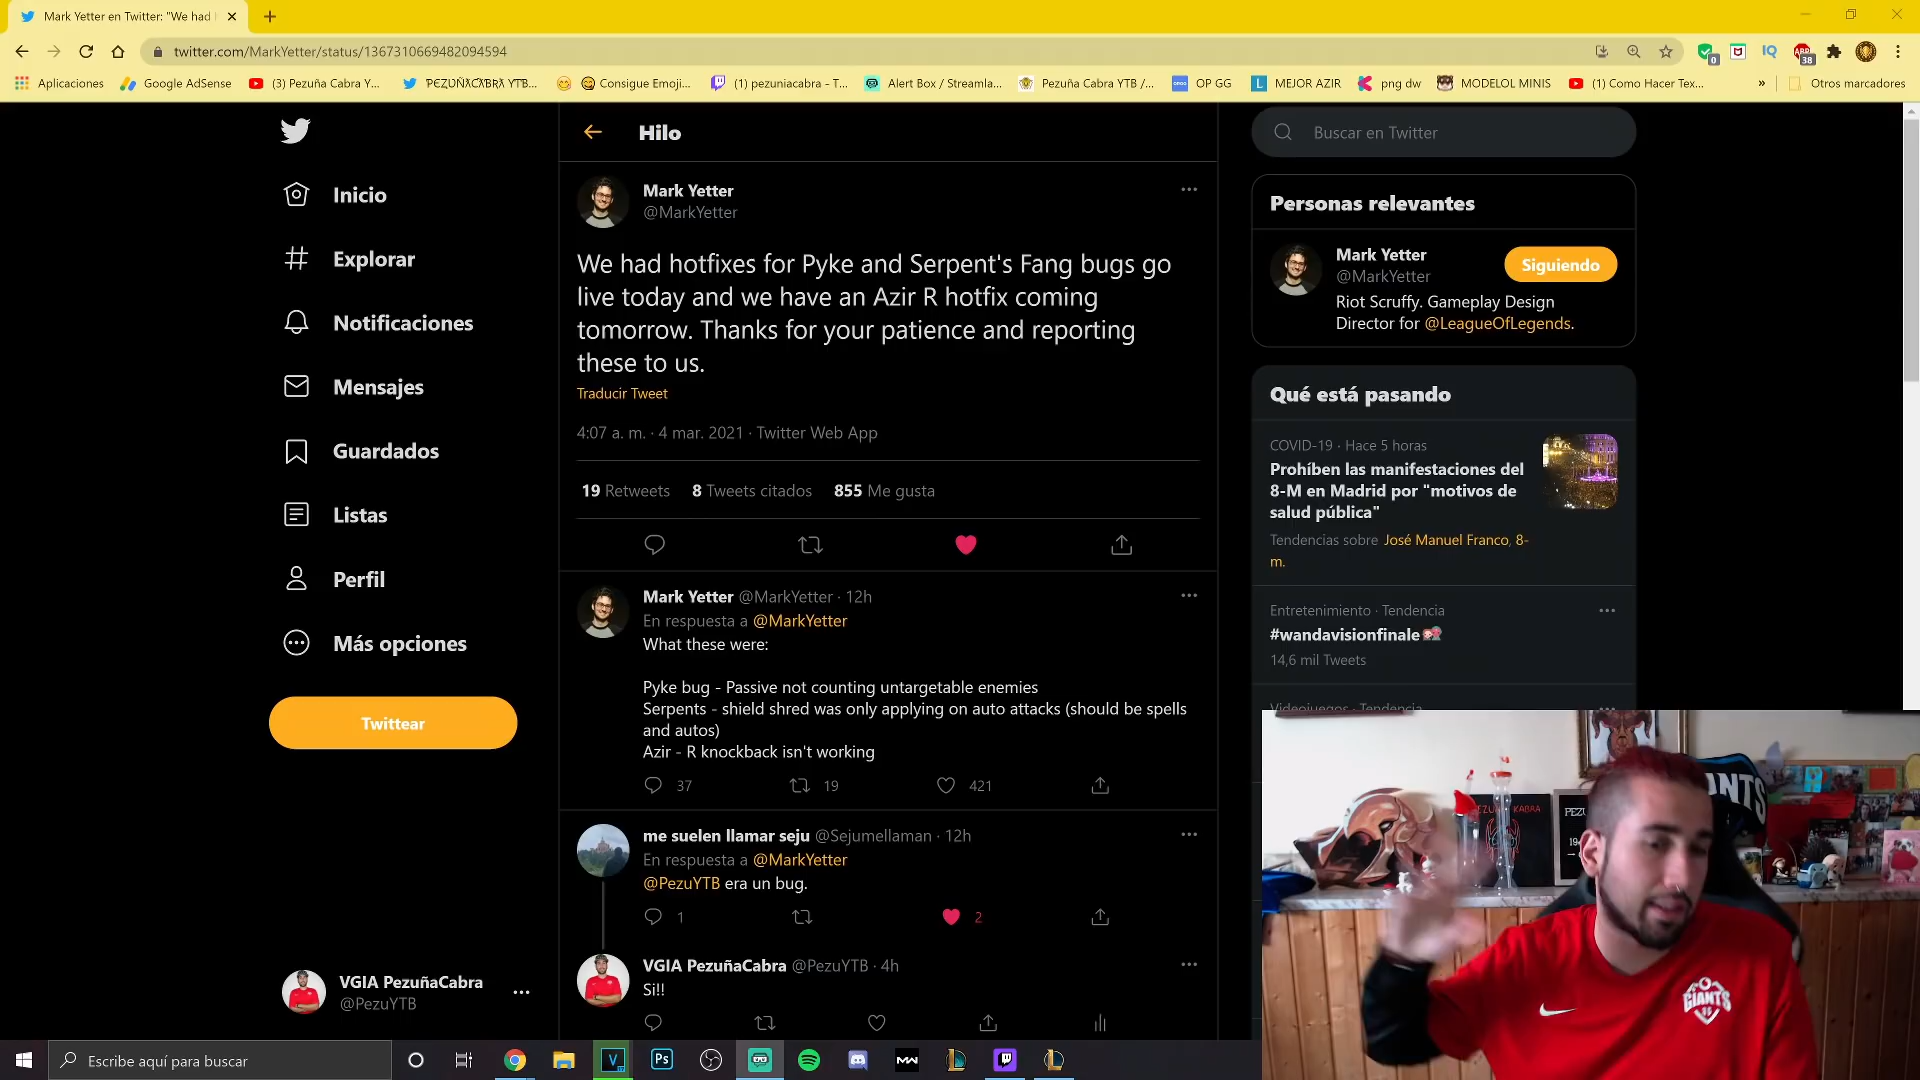 Mark Yetter en Twitter: "We had
twitter.com/MarkYetter/status/1367310669482094594
0
IQ
ABP
38
Aplicaciones
Google AdSense
(3) Pezuña Cabra Y...
Consigue Emoji...
(1) pezuniacabra - T...
Alert Box / Streamla...
Pezuña Cabra YTB /...
OP GG
MEJOR AZIR
png dw
MODELOL MINIS
(1) Como Hacer Tex...
»
Otros marcadores
Inicio
Explorar
Notificaciones
Mensajes
Guardados
Listas
Perfil
Más opciones
Twittear
VGIA PezuñaCabra
@PezuYTB
Hilo
Mark Yetter
@MarkYetter
We had hotfixes for Pyke and Serpent's Fang bugs go
live today and we have an Azir R hotfix coming
tomorrow. Thanks for your patience and reporting
these to us.
Traducir Tweet
4:07 a. m. · 4 mar. 2021 · Twitter Web App
19 Retweets 8 Tweets citados 855 Me gusta
Mark Yetter @MarkYetter · 12h
En respuesta a @MarkYetter
What these were:
Pyke bug - Passive not counting untargetable enemies
Serpents - shield shred was only applying on auto attacks (should be spells
and autos)
Azir - R knockback isn't working
37 19 421
me suelen llamar seju @Sejumellaman · 12h
En respuesta a @MarkYetter
@PezuYTB era un bug.
1 2
VGIA PezuñaCabra @PezuYTB · 4h
Si!!
Buscar en Twitter
Personas relevantes
Mark Yetter
@MarkYetter
Siguiendo
Riot Scruffy. Gameplay Design
Director for @LeagueOfLegends.
Qué está pasando
COVID-19 · Hace 5 horas
Prohíben las manifestaciones del
8-M en Madrid por "motivos de
salud pública"
Tendencias sobre José Manuel Franco, 8-
m.
Entretenimiento · Tendencia
#wandavisionfinale
14,6 mil Tweets
Videojuegos · Tendencia
GIANTS
Escribe aquí para buscar
V
Ps
MW